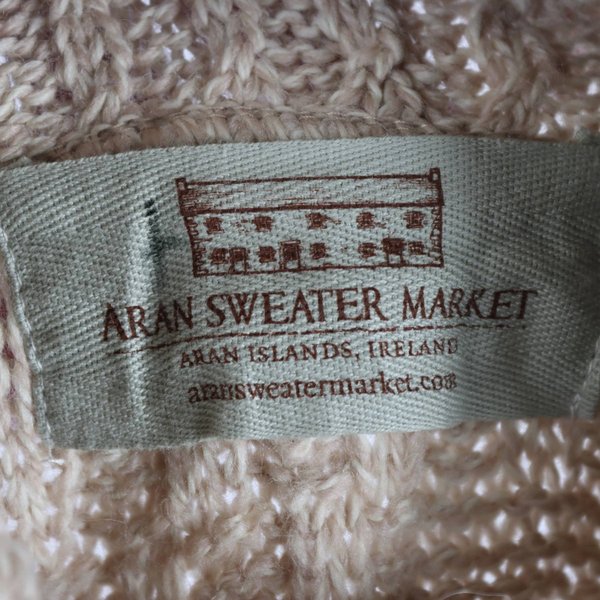 ARAN SWEATER MARKET
ARAN ISLANDS, IRELAND
aransweatermarket.com